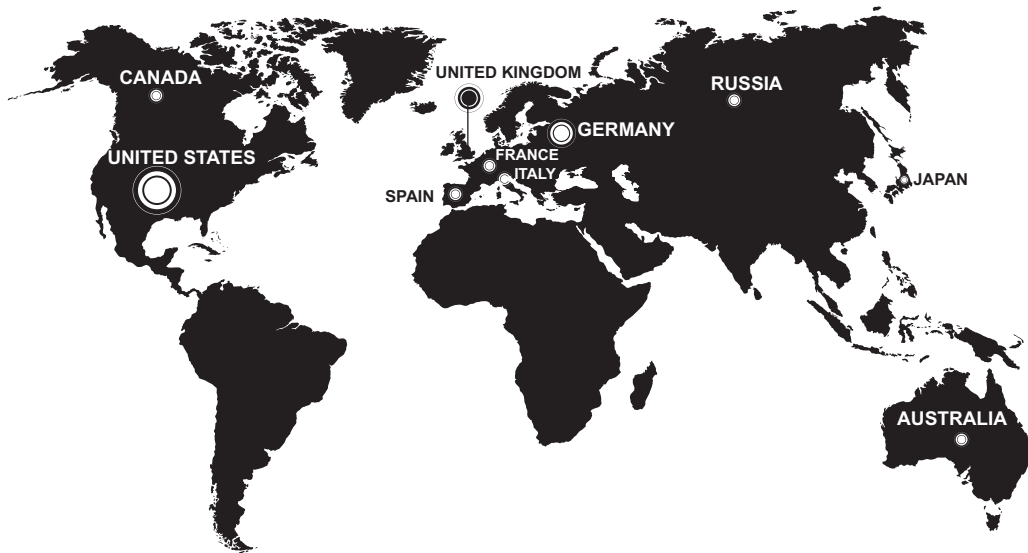 CANADA
UNITED STATES
UNITED KINGDOM
GERMANY
FRANCE
ITALY
SPAIN
RUSSIA
JAPAN
AUSTRALIA